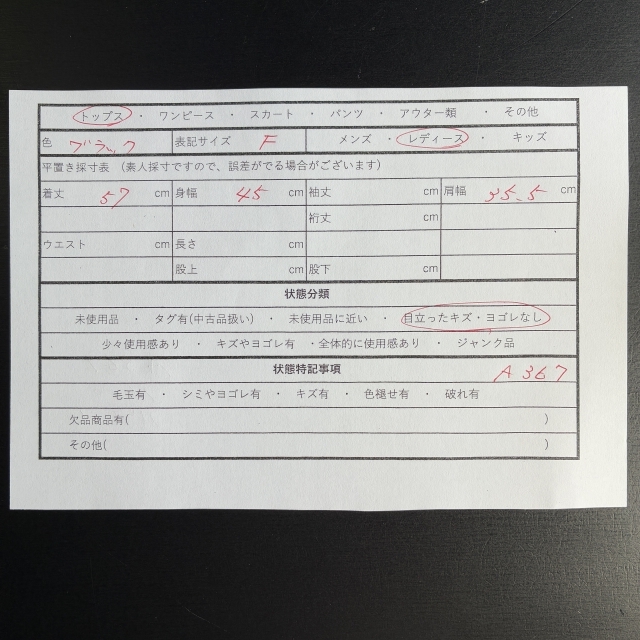 トップス ・ ワンピース ・ スカート ・ パンツ ・ アウター類 ・ その他
色 ブラック 表記サイズ F メンズ ・ レディース ・ キッズ
平置き採寸表 (素人採寸ですので、誤差がでる場合がございます)
着丈 57 cm 身幅 45 cm 袖丈 cm 肩幅 35.5 cm
裄丈 cm
ウエスト cm 長さ cm
股上 cm 股下 cm
状態分類
未使用品 ・ タグ有(中古品扱い) ・ 未使用品に近い ・ 目立ったキズ・ヨゴレなし
少々使用感あり ・ キズやヨゴレ有 ・全体的に使用感あり ・ ジャンク品
状態特記事項 A367
毛玉有 ・ シミやヨゴレ有 ・ キズ有 ・ 色褪せ有 ・ 破れ有
欠品商品有( )
その他( )